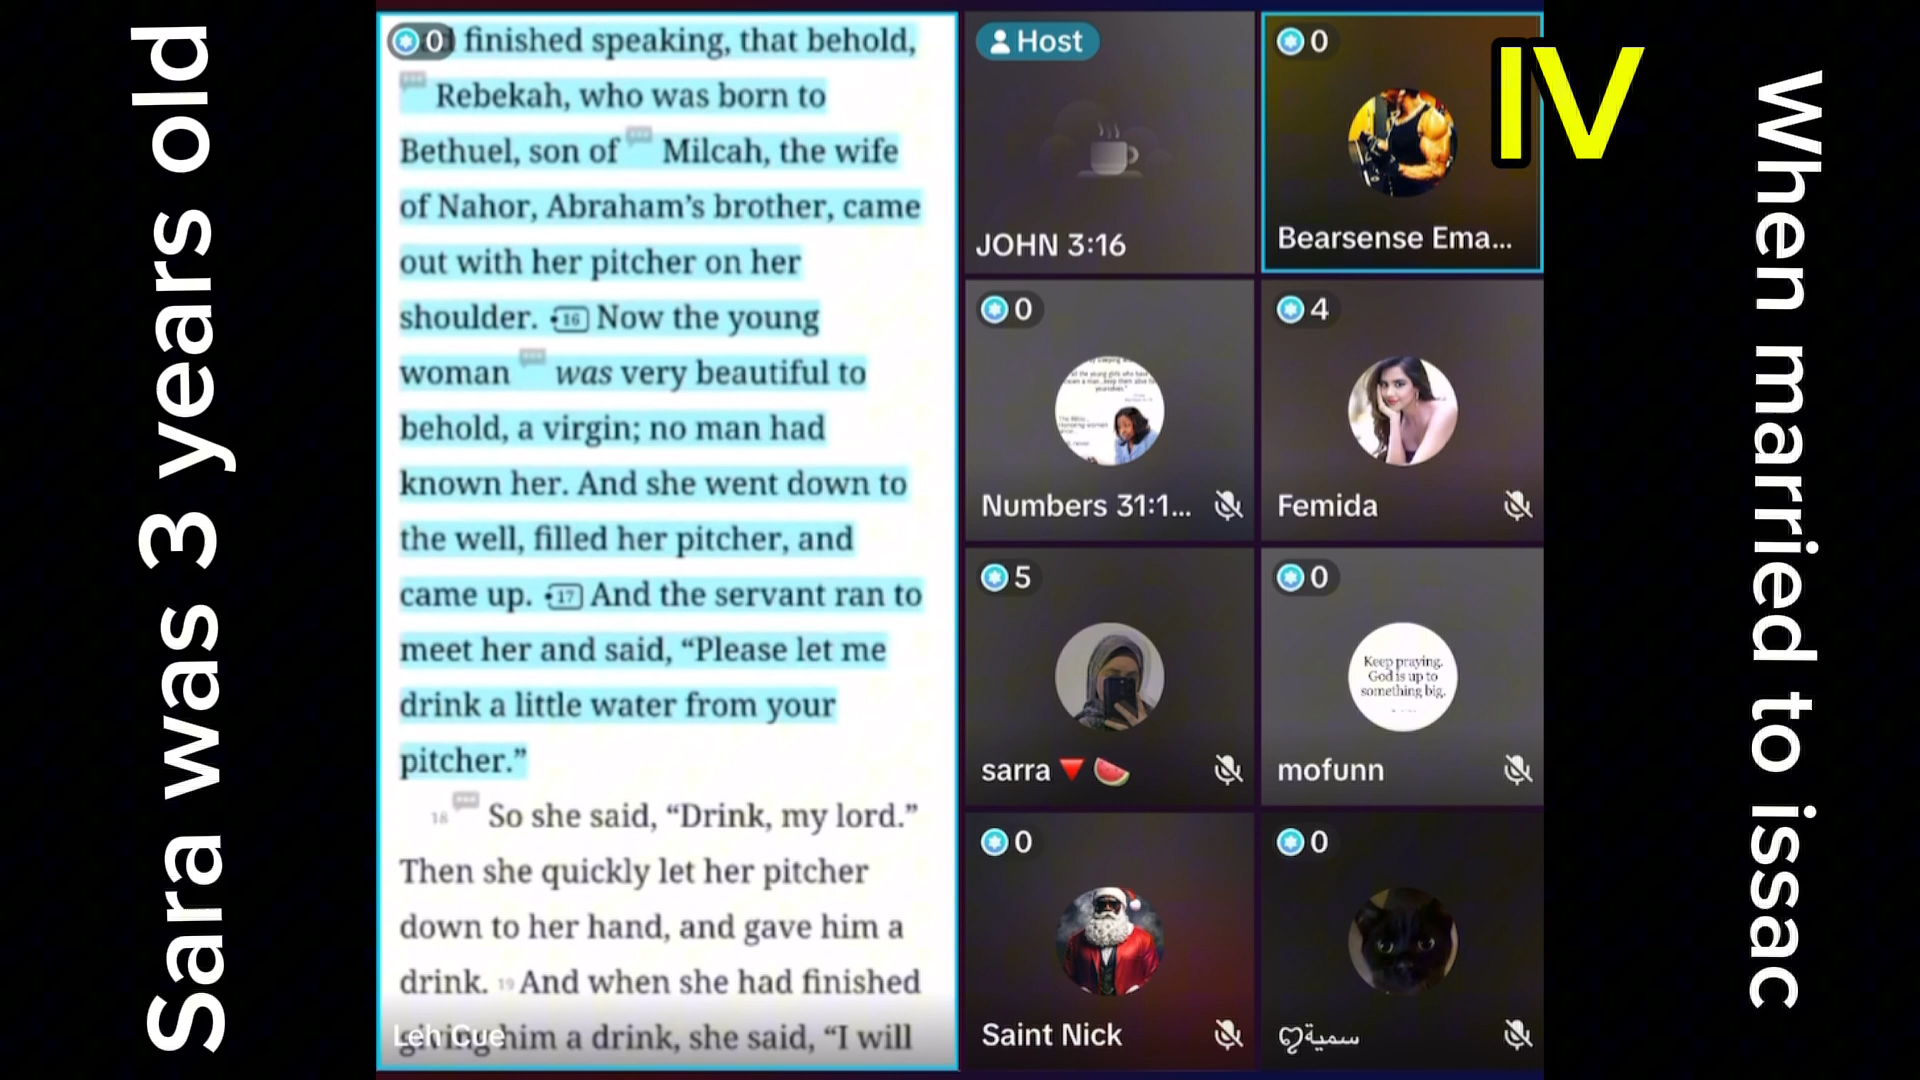 Sara was 3 years old
0
finished speaking, that behold,
Rebekah, who was born to
Bethuel, son of Milcah, the wife
of Nahor, Abraham’s brother, came
out with her pitcher on her
shoulder. 16 Now the young
woman was very beautiful to
behold, a virgin; no man had
known her. And she went down to
the well, filled her pitcher, and
came up. 17 And the servant ran to
meet her and said, “Please let me
drink a little water from your
pitcher.”
18 So she said, “Drink, my lord.”
Then she quickly let her pitcher
down to her hand, and gave him a
drink. 19 And when she had finished
giving him a drink, she said, “I will
Leh Cue
Host
JOHN 3:16
0
Bearsense Ema...
0
Numbers 31:1...
4
Femida
5
sarra
0
Keep praying.
God is up to
something big.
mofunn
0
Saint Nick
0
سمية
IV
When married to issac